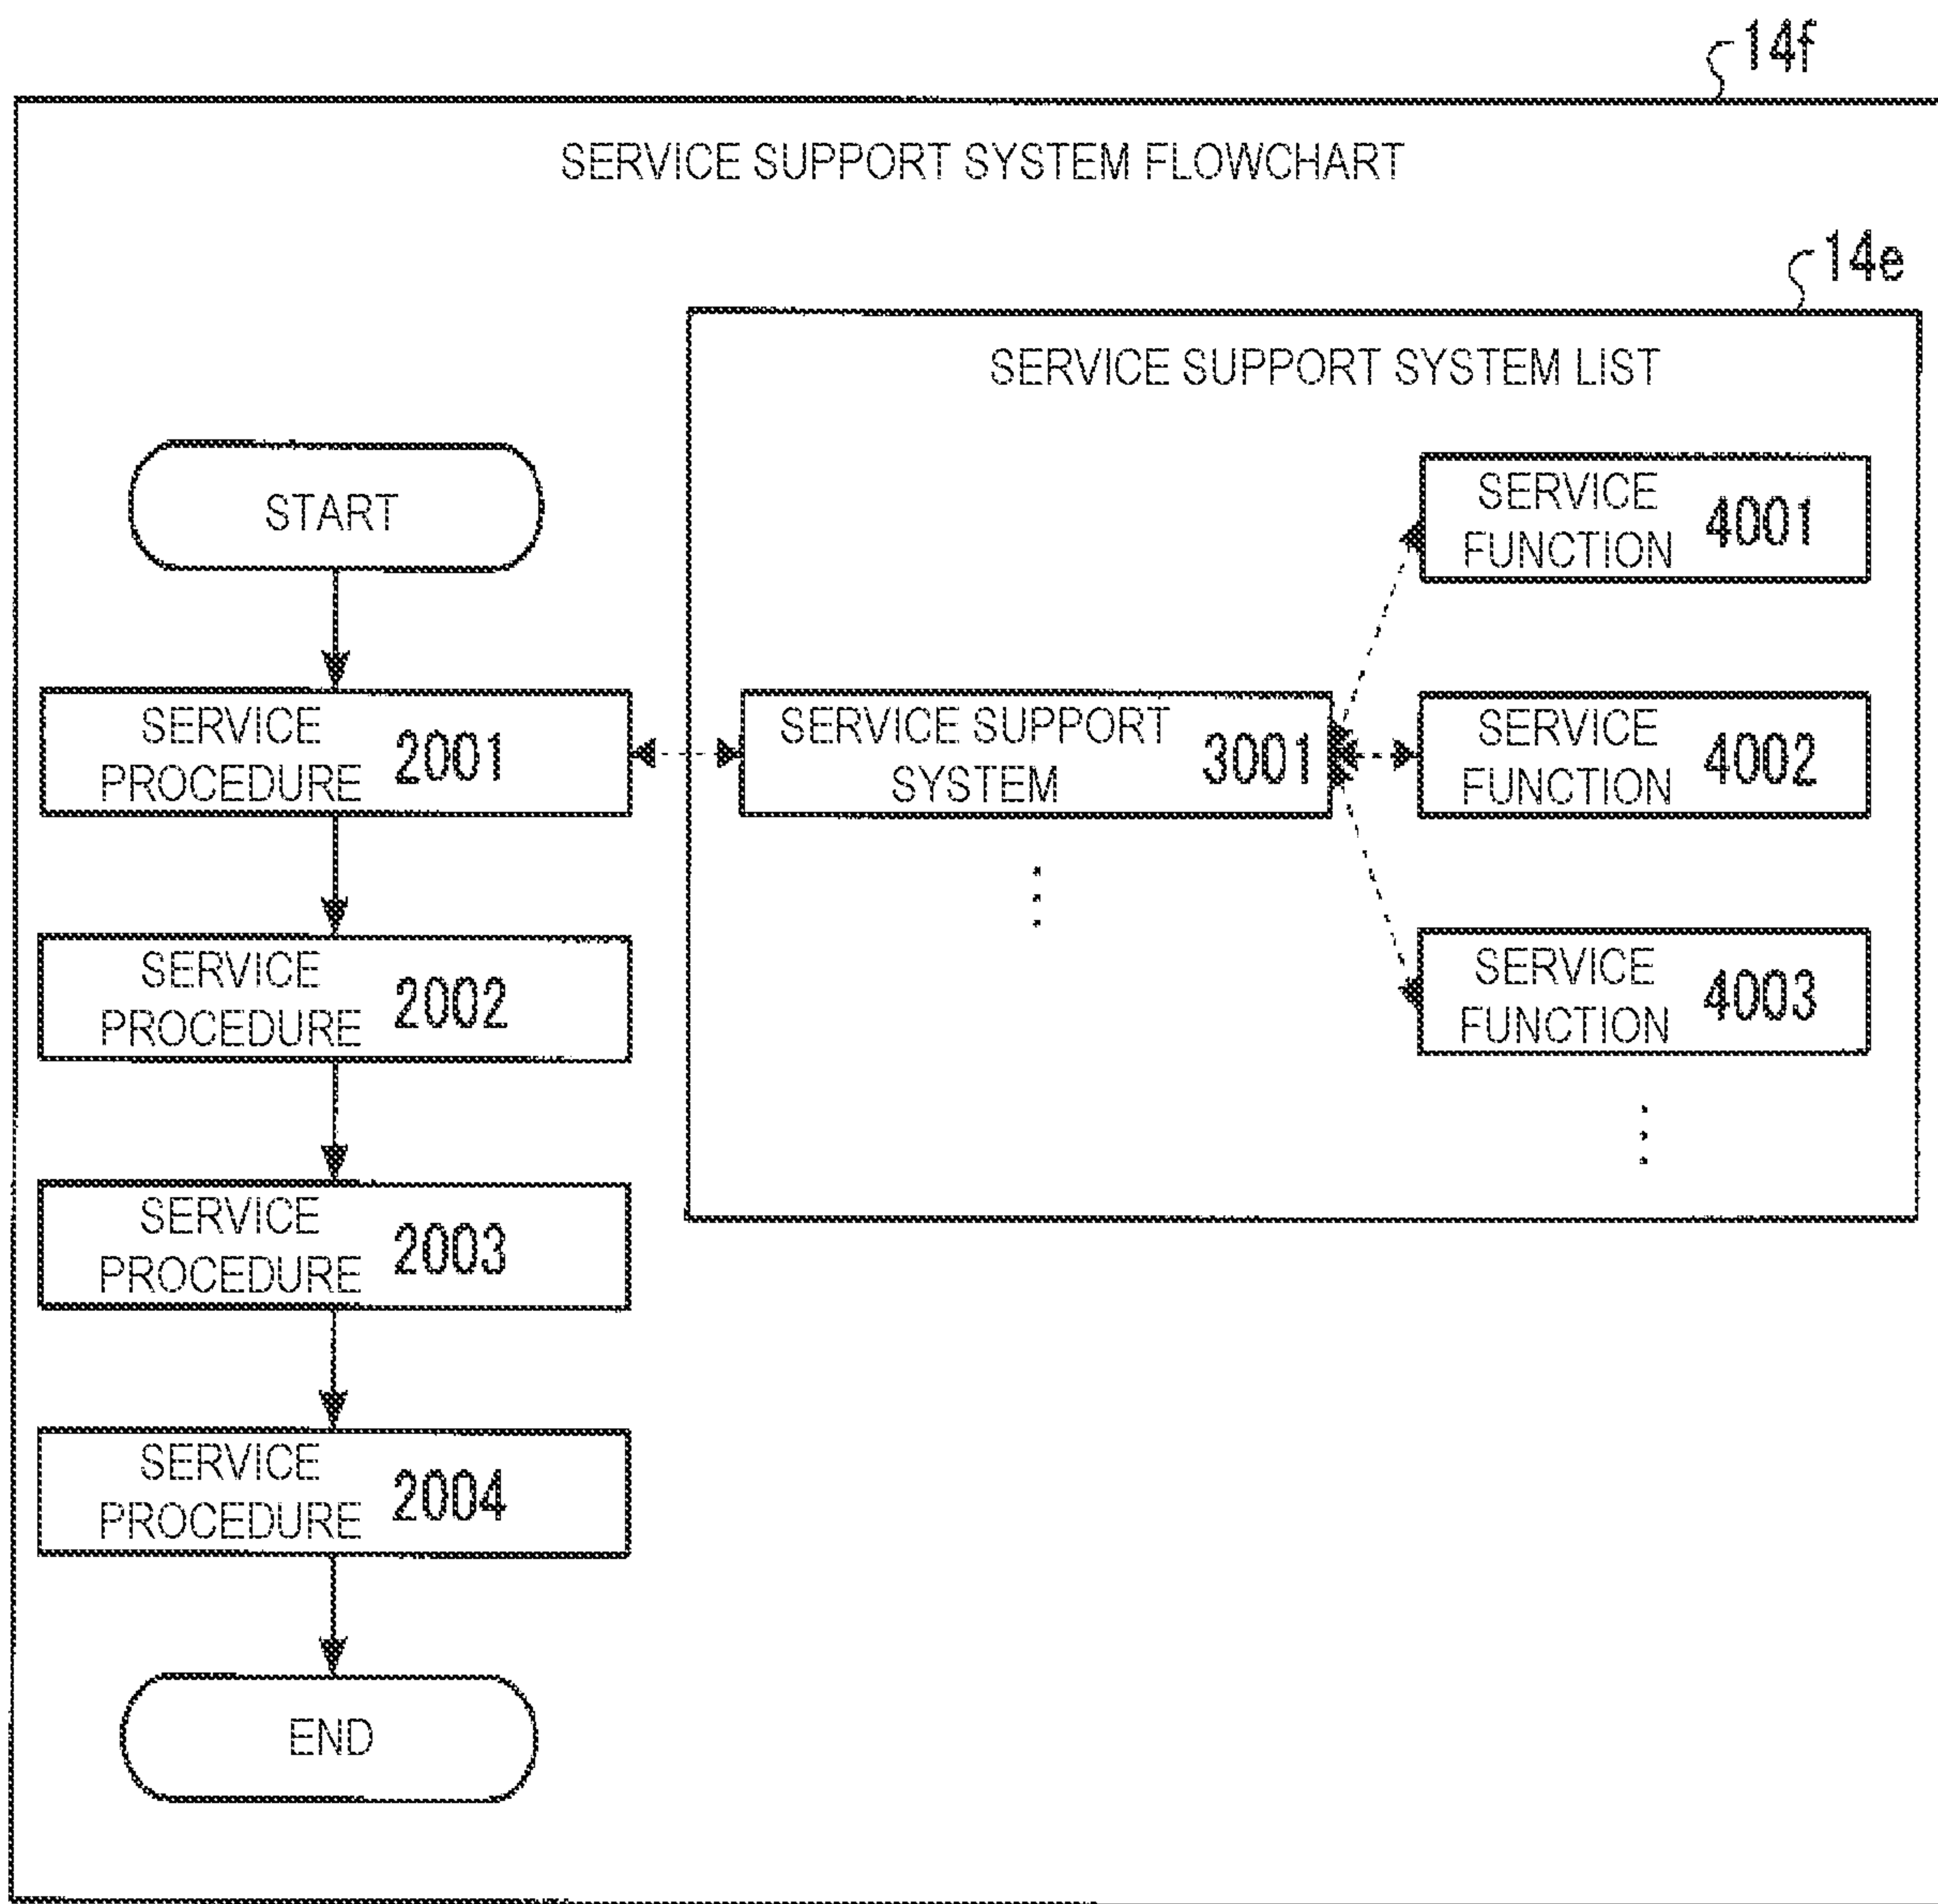 14f
SERVICE SUPPORT SYSTEM FLOWCHART
14e
SERVICE SUPPORT SYSTEM LIST
START
SERVICE
PROCEDURE 2001
SERVICE
PROCEDURE 2002
SERVICE
PROCEDURE 2003
SERVICE
PROCEDURE 2004
END
SERVICE SUPPORT
SYSTEM 3001
SERVICE
FUNCTION 4001
SERVICE
FUNCTION 4002
SERVICE
FUNCTION 4003